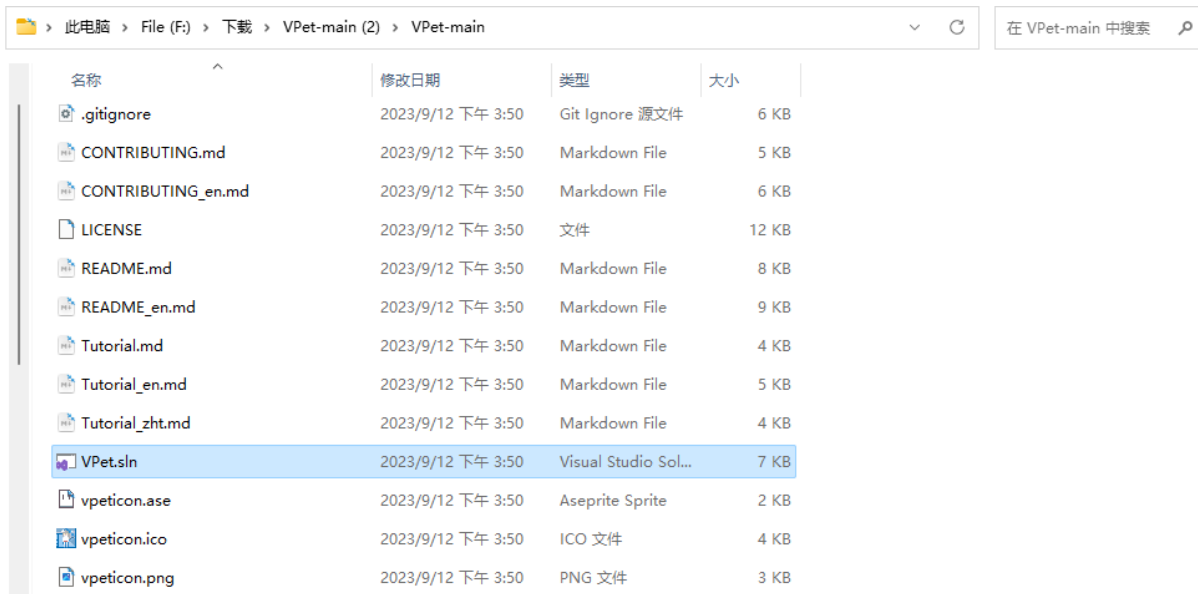 此电脑 › File (F:) › 下载 › VPet-main (2) › VPet-main 在 VPet-main 中搜索
名称 修改日期 类型 大小
.gitignore 2023/9/12 下午 3:50 Git Ignore 源文件 6 KB
CONTRIBUTING.md 2023/9/12 下午 3:50 Markdown File 5 KB
CONTRIBUTING_en.md 2023/9/12 下午 3:50 Markdown File 6 KB
LICENSE 2023/9/12 下午 3:50 文件 12 KB
README.md 2023/9/12 下午 3:50 Markdown File 8 KB
README_en.md 2023/9/12 下午 3:50 Markdown File 9 KB
Tutorial.md 2023/9/12 下午 3:50 Markdown File 4 KB
Tutorial_en.md 2023/9/12 下午 3:50 Markdown File 5 KB
Tutorial_zht.md 2023/9/12 下午 3:50 Markdown File 4 KB
VPet.sln 2023/9/12 下午 3:50 Visual Studio Sol... 7 KB
vpeticon.ase 2023/9/12 下午 3:50 Aseprite Sprite 2 KB
vpeticon.ico 2023/9/12 下午 3:50 ICO 文件 4 KB
vpeticon.png 2023/9/12 下午 3:50 PNG 文件 3 KB